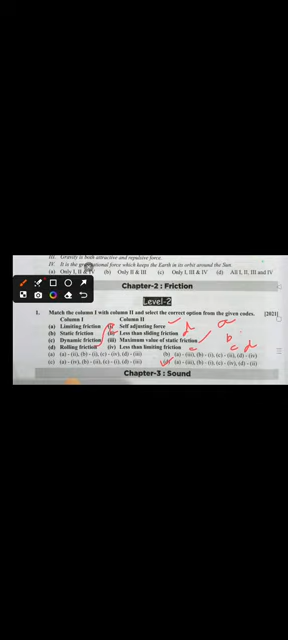 III. Gravity is both attractive and repulsive force.
IV. It is the gravitational force which keeps the Earth in its orbit around the Sun.
(a) Only I, II & IV (b) Only II & III (c) Only I, III & IV (d) All I, II, III and IV
Chapter-2 : Friction
Level-2
1. Match the column I with column II and select the correct option from the given codes. [2021]
Column I Column II
(a) Limiting friction (i) Self adjusting force a
(b) Static friction (ii) Less than sliding friction d b
(c) Dynamic friction (iii) Maximum value of static friction
(d) Rolling friction (iv) Less than limiting friction c c d
(a) (a) - (ii), (b) - (i), (c) - (iv), (d) - (iii) (b) (a) - (iii), (b) - (i), (c) - (ii), (d) - (iv)
(c) (a) - (iv), (b) - (ii), (c) - (i), (d) - (iii) (d) (a) - (iii), (b) - (i), (c) - (iv), (d) - (ii)
Chapter-3 : Sound